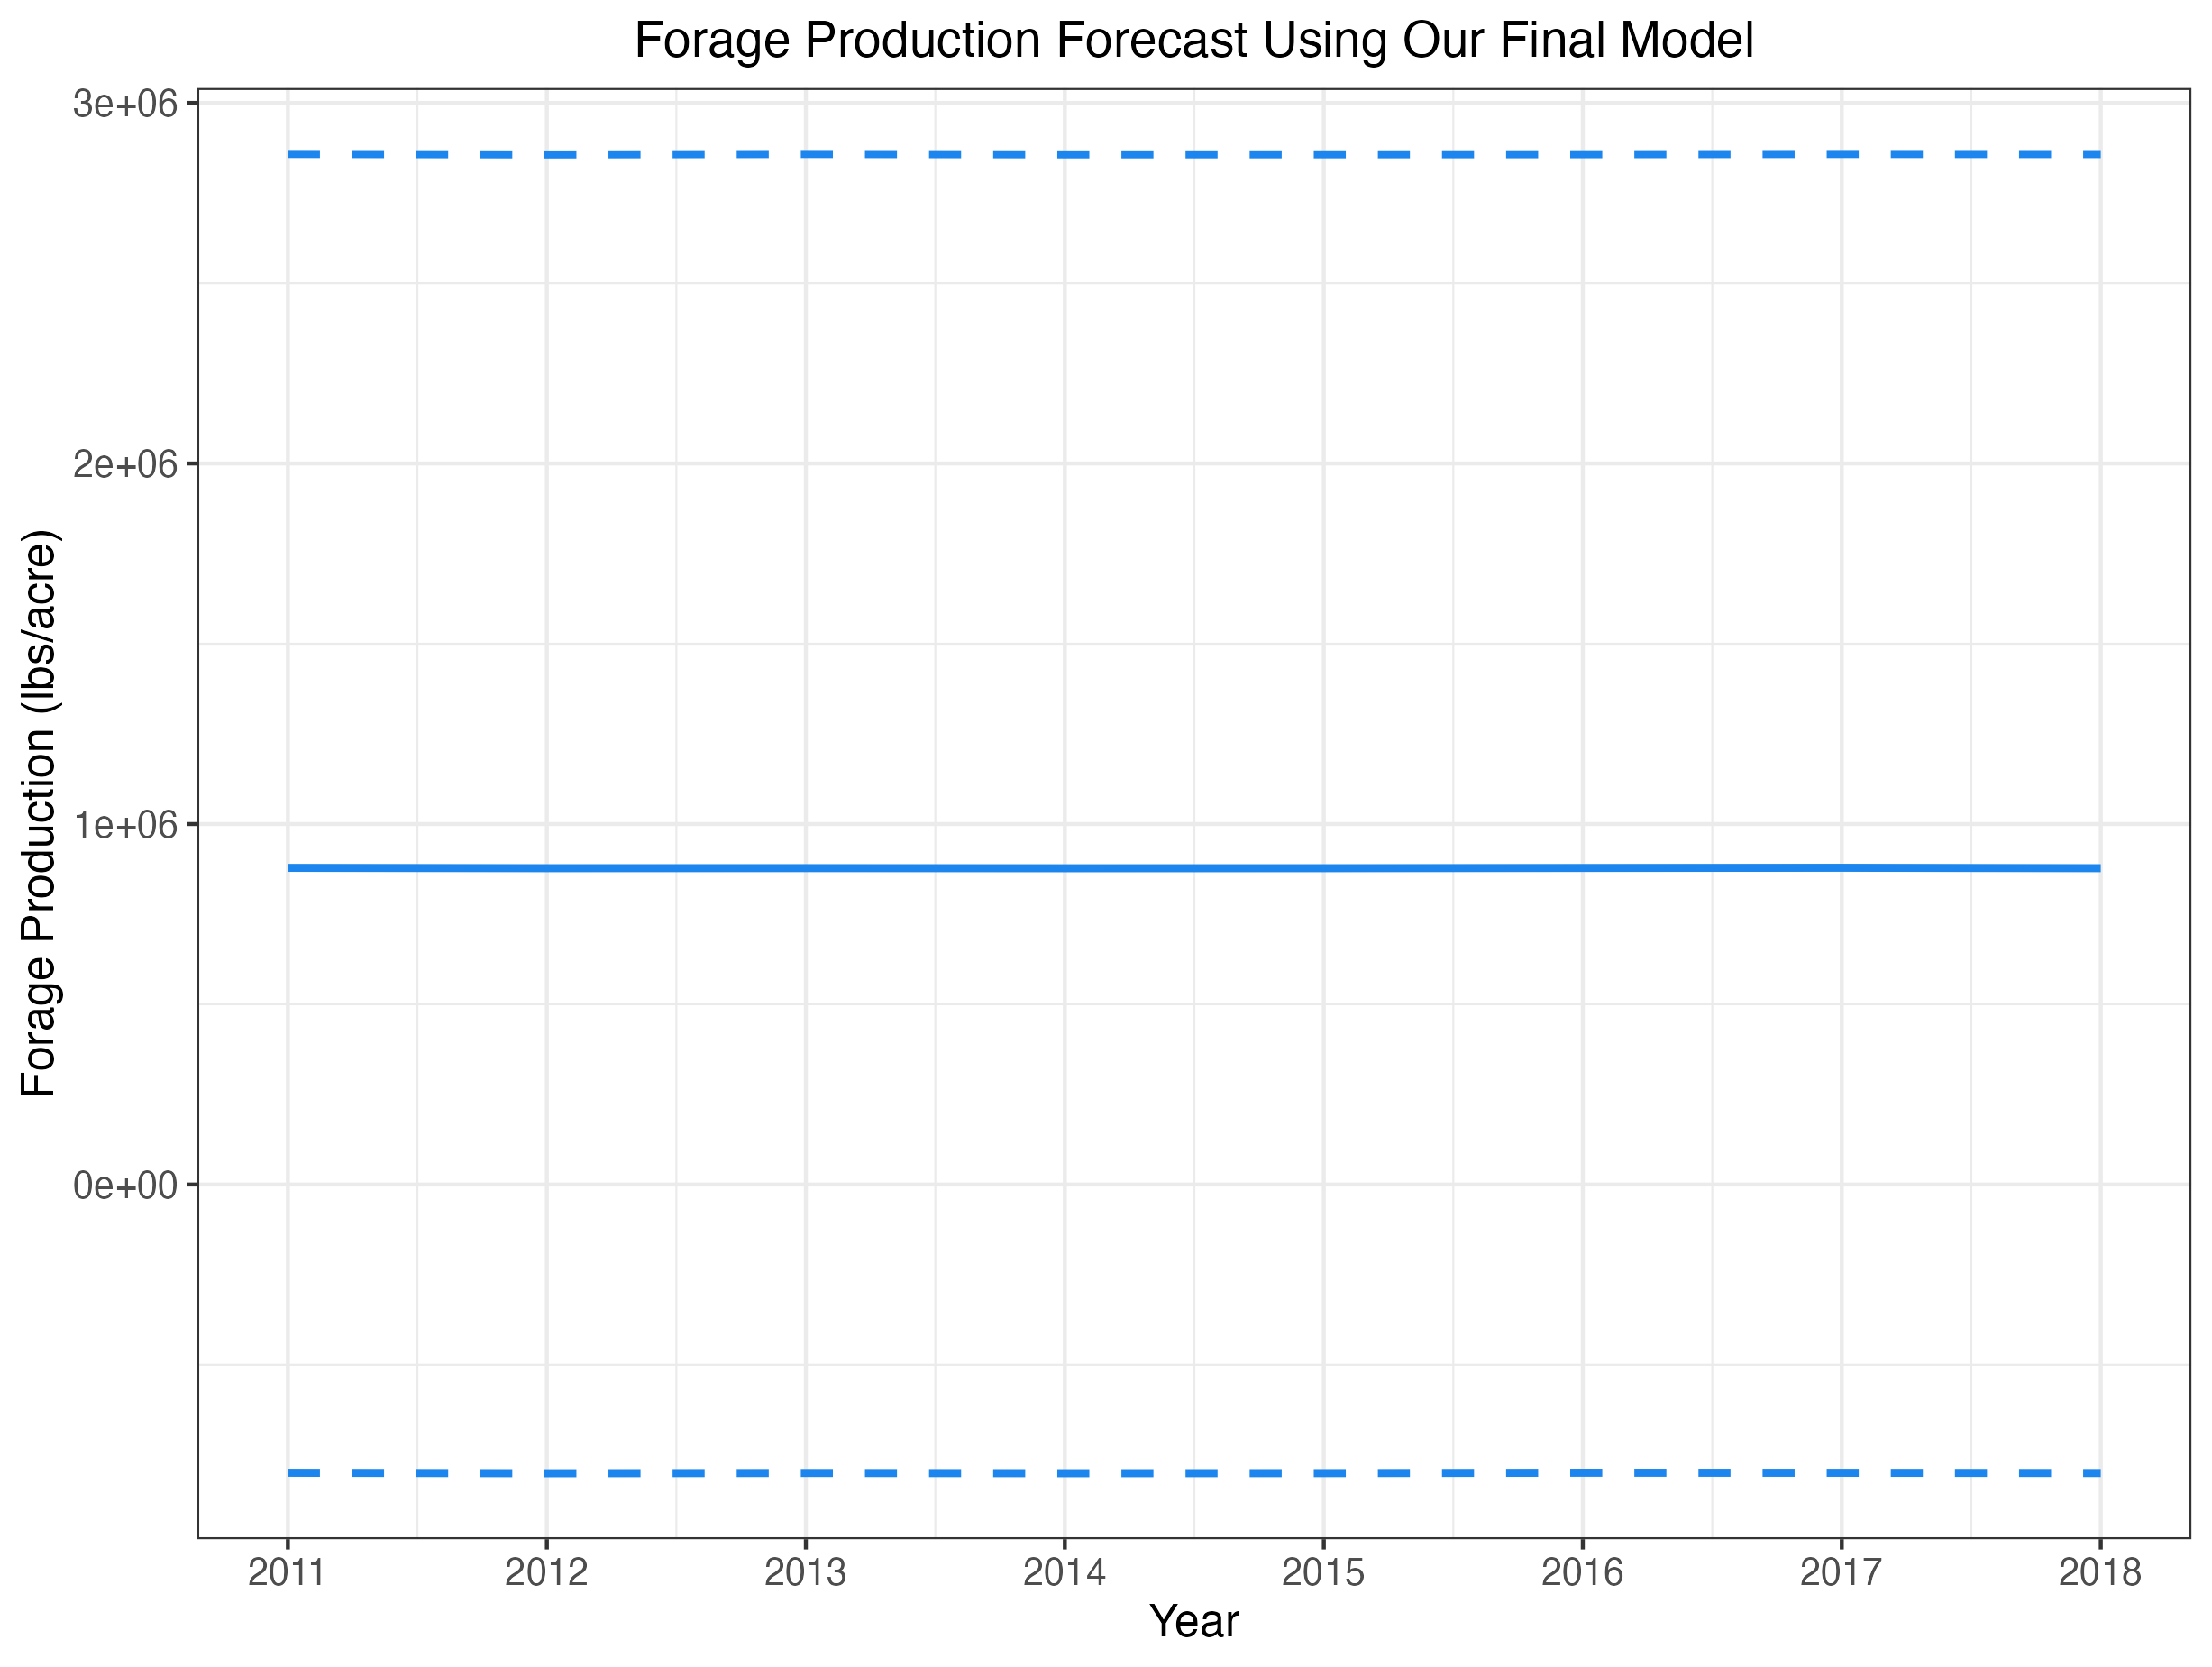 Forage Production Forecast Using Our Final Model
Forage Production (lbs/acre)
3e+06
2e+06
1e+06
0e+00
2011 2012 2013 2014 2015 2016 2017 2018
Year